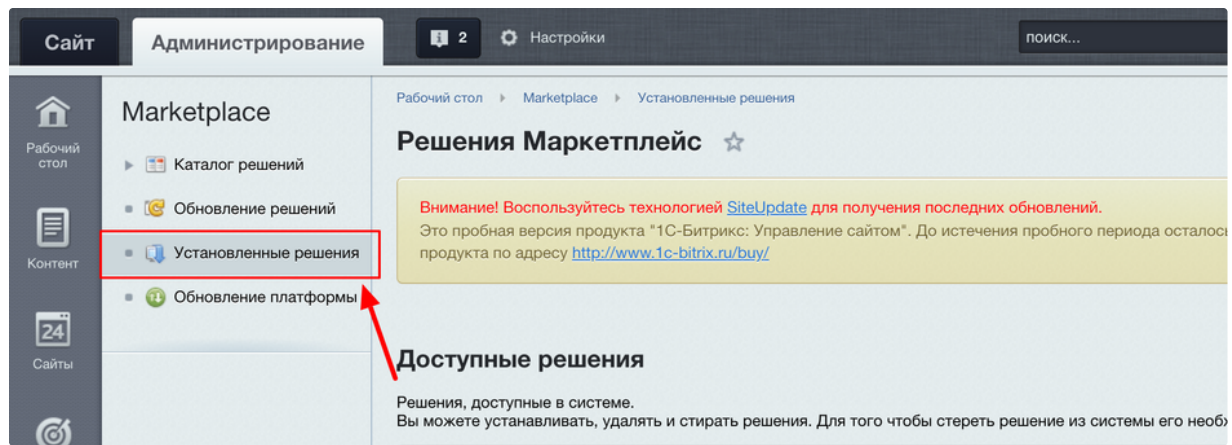 Сайт
Администрирование
2
Настройки
поиск...
Рабочий
стол
Контент
24
Сайты
Marketplace
Каталог решений
Обновление решений
Установленные решения
Обновление платформы
Рабочий стол Marketplace Установленные решения
Решения Маркетплейс
Внимание! Воспользуйтесь технологией SiteUpdate для получения последних обновлений.
Это пробная версия продукта "1С-Битрикс: Управление сайтом". До истечения пробного периода осталось
продукта по адресу http://www.1c-bitrix.ru/buy/
Доступные решения
Решения, доступные в системе.
Вы можете устанавливать, удалять и стирать решения. Для того чтобы стереть решение из системы его